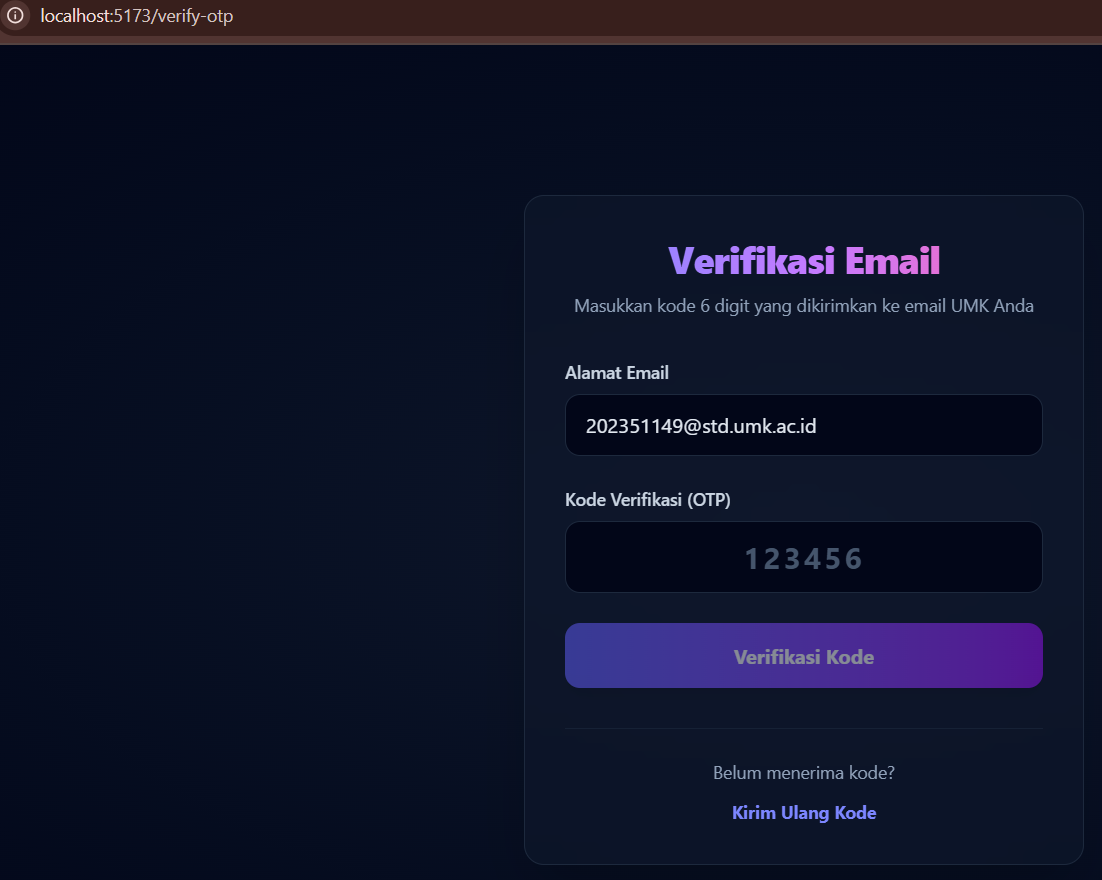 localhost:5173/verify-otp
Verifikasi Email
Masukkan kode 6 digit yang dikirimkan ke email UMK Anda
Alamat Email
202351149@std.umk.ac.id
Kode Verifikasi (OTP)
123456
Verifikasi Kode
Belum menerima kode?
Kirim Ulang Kode